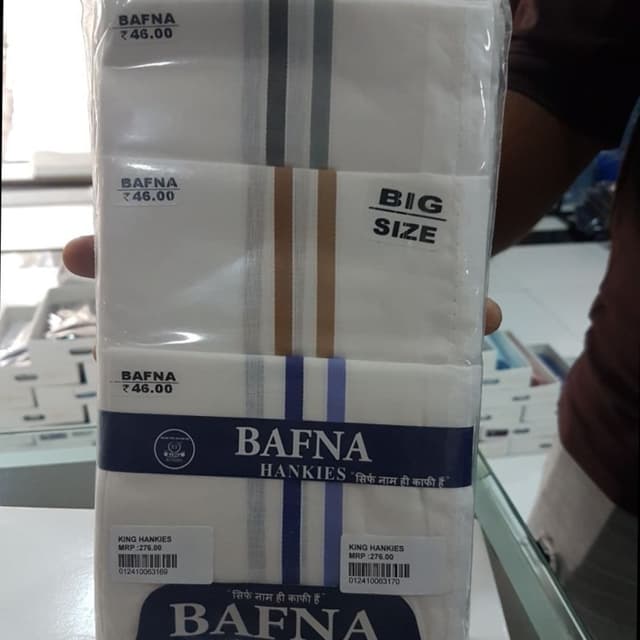 BAFNA
₹46.00
BAFNA
₹46.00
BIG
SIZE
BAFNA
₹46.00
BAFNA
HANKIES "सिर्फ नाम ही काफी हैं"
KING HANKIES
MRP :276.00
012410063169
KING HANKIES
MRP :276.00
012410063170
"सिर्फ नाम ही काफी हैं"
BAFNA